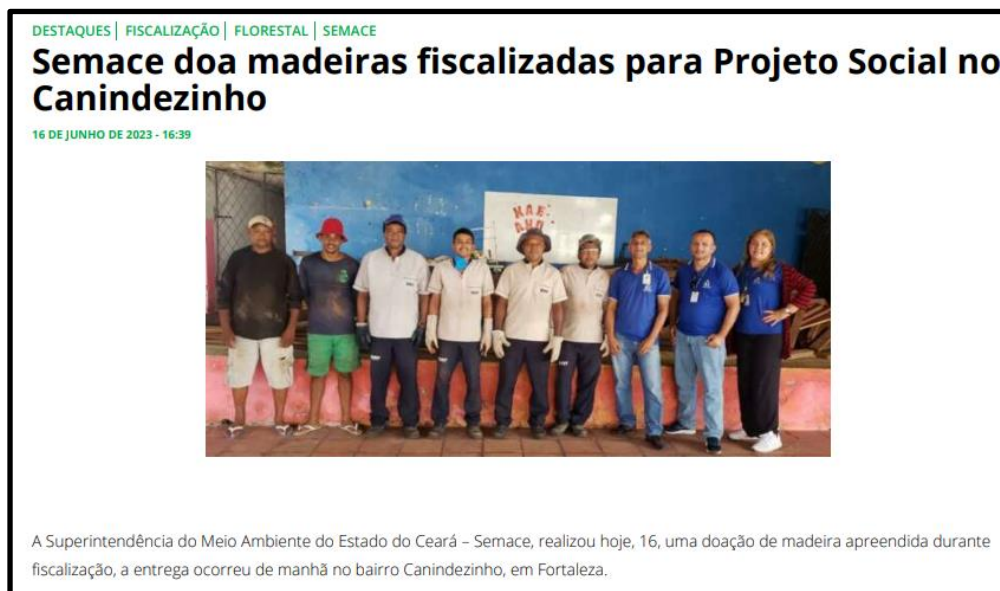 DESTAQUES | FISCALIZAÇÃO | FLORESTAL | SEMACE
Semace doa madeiras fiscalizadas para Projeto Social no
Canindezinho
16 DE JUNHO DE 2023 - 16:39
A Superintendência do Meio Ambiente do Estado do Ceará – Semace, realizou hoje, 16, uma doação de madeira apreendida durante
fiscalização, a entrega ocorreu de manhã no bairro Canindezinho, em Fortaleza.